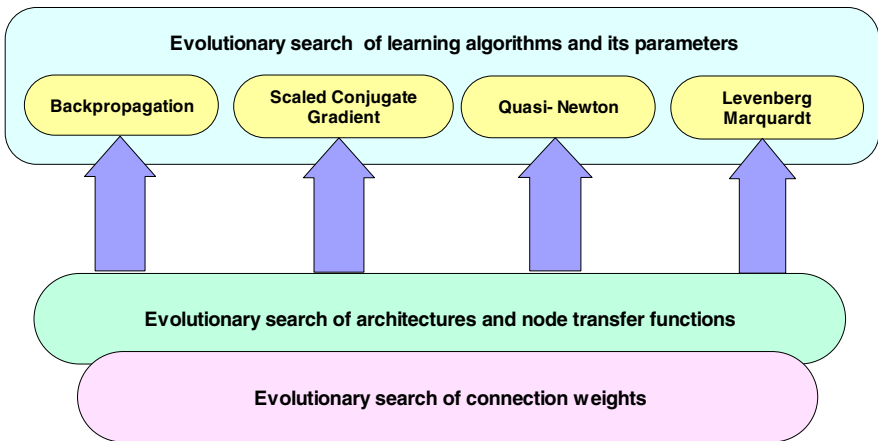 Evolutionary search of learning algorithms and its parameters
Backpropagation
Scaled Conjugate
Gradient
Quasi- Newton
Levenberg
Marquardt
Evolutionary search of architectures and node transfer functions
Evolutionary search of connection weights